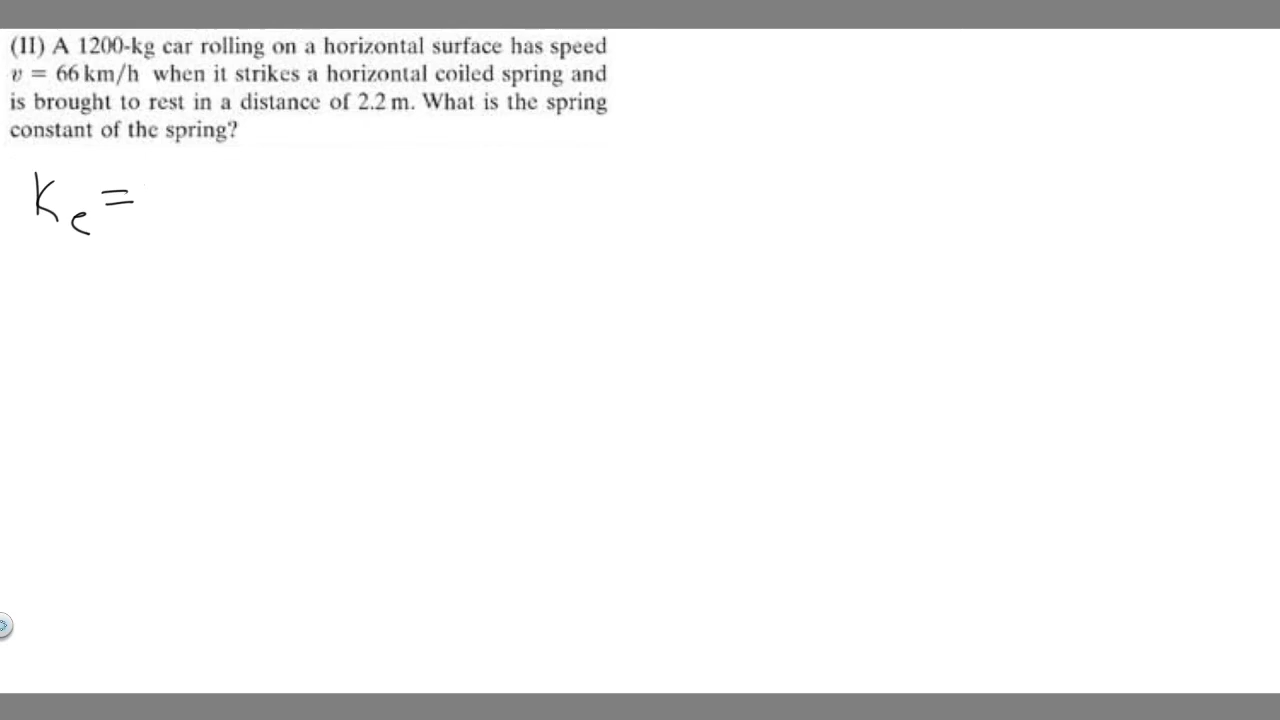 (II) A 1200-kg car rolling on a horizontal surface has speed
v = 66 km/h when it strikes a horizontal coiled spring and
is brought to rest in a distance of 2.2 m. What is the spring
constant of the spring?
Ke =